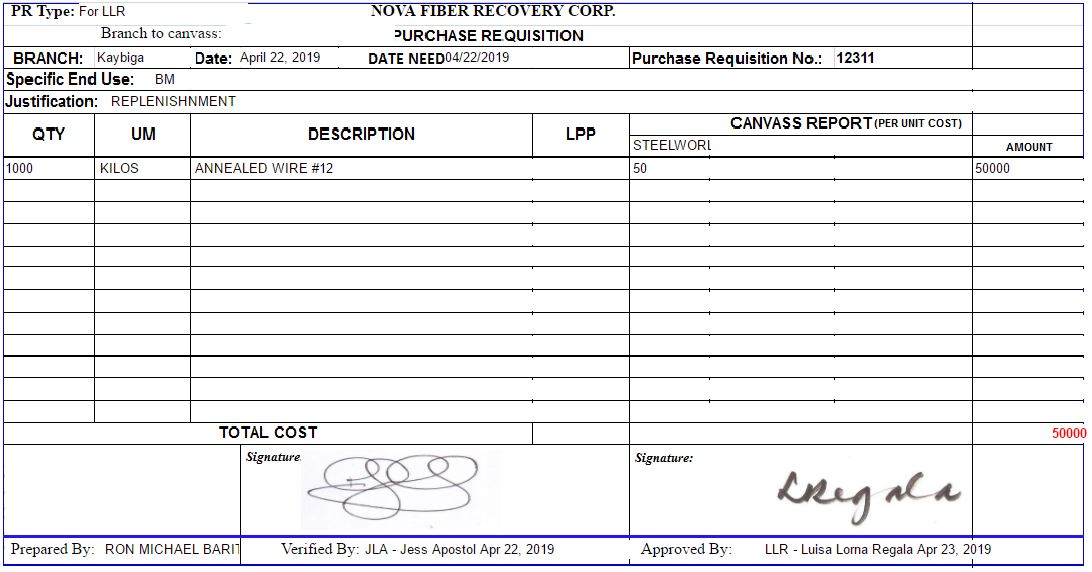 PR Type: For LLR NOVA FIBER RECOVERY CORP.
Branch to canvass: PURCHASE REQUISITION
BRANCH: Kaybiga Date: April 22, 2019 DATE NEED 04/22/2019 Purchase Requisition No.: 12311
Specific End Use: BM
Justification: REPLENISHNMENT
QTY UM DESCRIPTION LPP CANVASS REPORT (PER UNIT COST)
STEELWORL AMOUNT
1000 KILOS ANNEALED WIRE #12 50 50000
TOTAL COST 50000
Signature: Signature:
LRegala
Prepared By: RON MICHAEL BARIT Verified By: JLA - Jess Apostol Apr 22, 2019 Approved By: LLR - Luisa Lorna Regala Apr 23, 2019